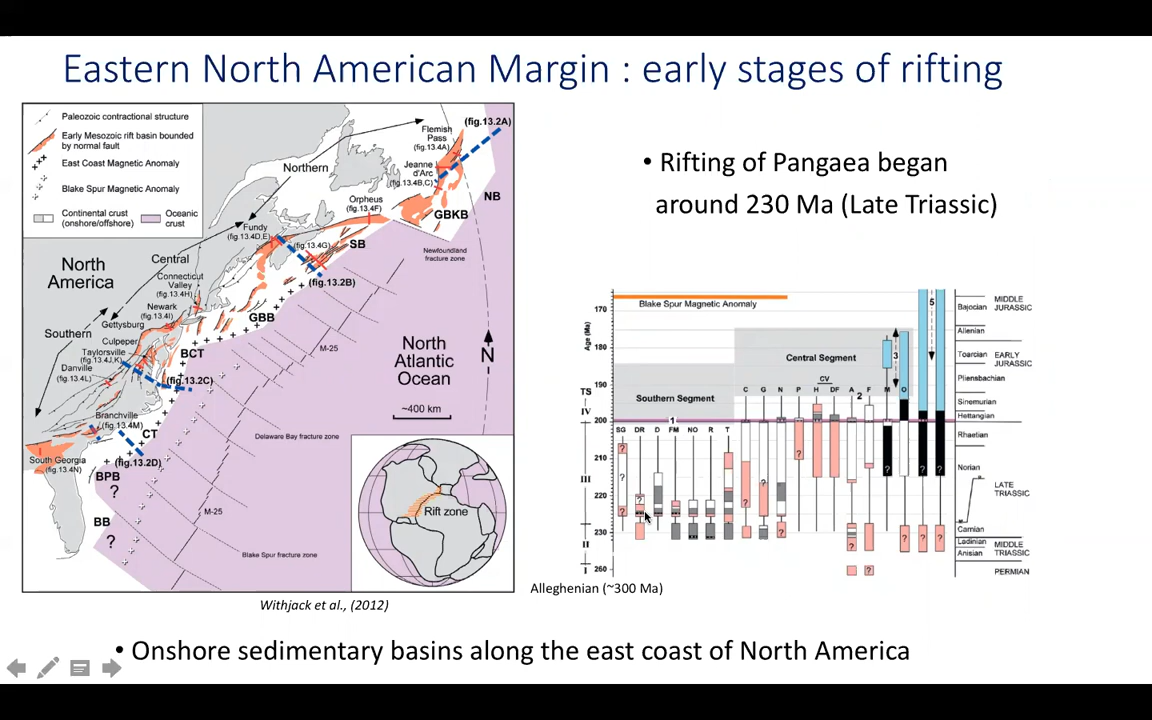 Eastern North American Margin : early stages of rifting
Paleozoic contractional structure
Early Mesozoic rift basin bounded
by normal fault
East Coast Magnetic Anomaly
Blake Spur Magnetic Anomaly
Continental crust
(onshore/offshore)
Oceanic
crust
(fig.13.2A)
Flemish
Pass
(fig.13.4A)
Jeanne
d'Arc
(fig.13.4B,C)
Northern
NB
Orpheus
(fig.13.4F)
GBKB
Fundy
(fig.13.4D,E)
(fig.13.4G)
SB
Newfoundland
fracture zone
North
America
Central
Connecticut
Valley
(fig.13.4H)
(fig.13.2B)
Newark
(fig.13.4I)
GBB
Southern
Gettysburg
Culpeper
Taylorsville
(fig.13.4J,K)
Danville
(fig.13.4L)
BCT
M-25
North
Atlantic
Ocean
N
(fig.13.2C)
~400 km
Branchville
(fig.13.4M)
CT
Delaware Bay fracture zone
South Georgia
(fig.13.4N)
(fig.13.2D)
BPB
?
M-25
Rift zone
BB
?
Blake Spur fracture zone
Withjack et al., (2012)
• Rifting of Pangaea began
around 230 Ma (Late Triassic)
Blake Spur Magnetic Anomaly
5
Bajocian
MIDDLE
JURASSIC
170
Age (Ma)
Allenian
180
Central Segment
3
Toarcian
EARLY
JURASSIC
Pliensbachian
190
TS
CV
C G N P H DF A F M O
2
Southern Segment
Sinemurian
IV
Hettangian
200
1
SG DR D FM NO R T
Rhaetian
210
Norian
III
LATE
TRIASSIC
220
Carnian
230
II
Ladinian
Anisian
MIDDLE
TRIASSIC
I
260
PERMIAN
Alleghenian (~300 Ma)
• Onshore sedimentary basins along the east coast of North America